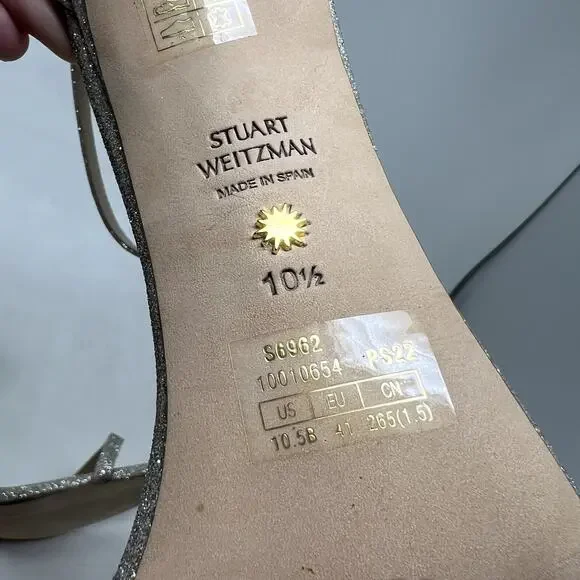 STUART
WEITZMAN
MADE IN SPAIN
10½
S6962
10010654 PS22
US EU CN
10.5B 41 265(1.5)